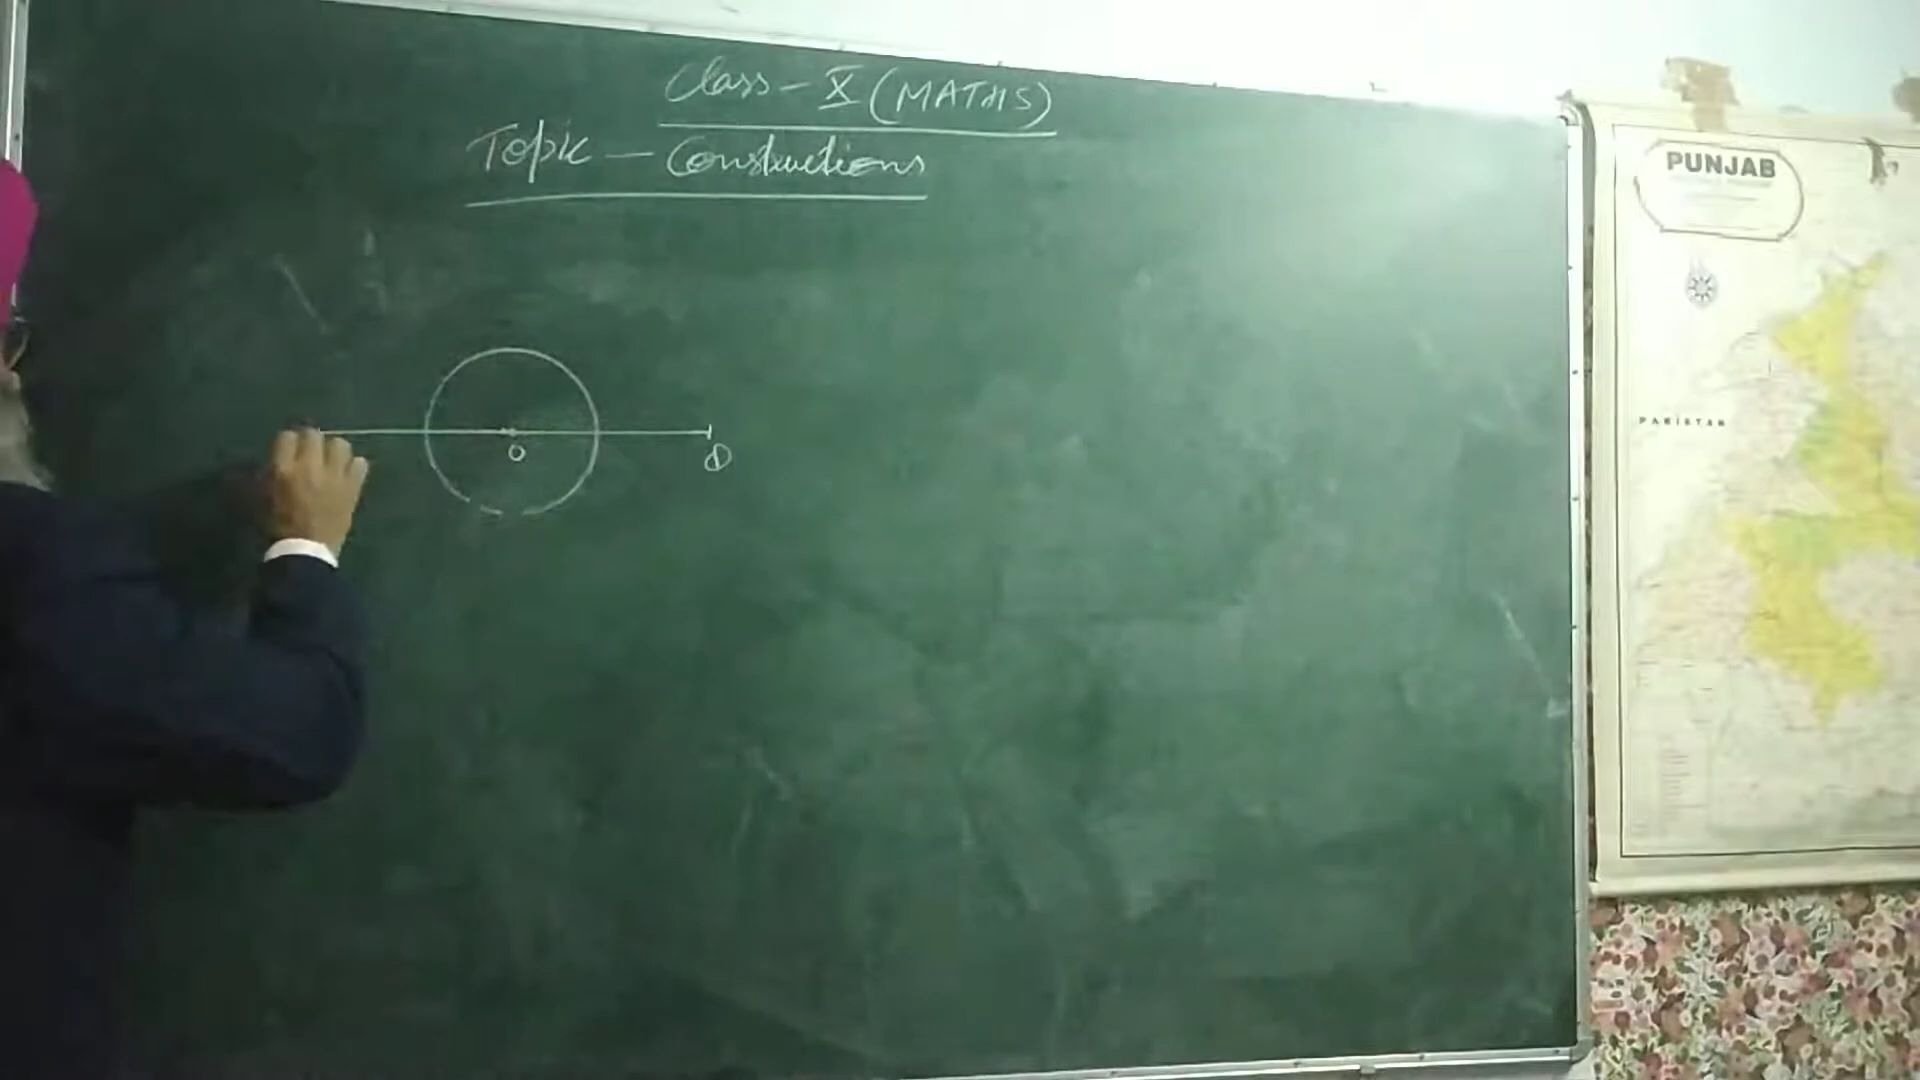 Class - X (MATHS)
Topic - Constructions
O
PUNJAB
PAKISTAN